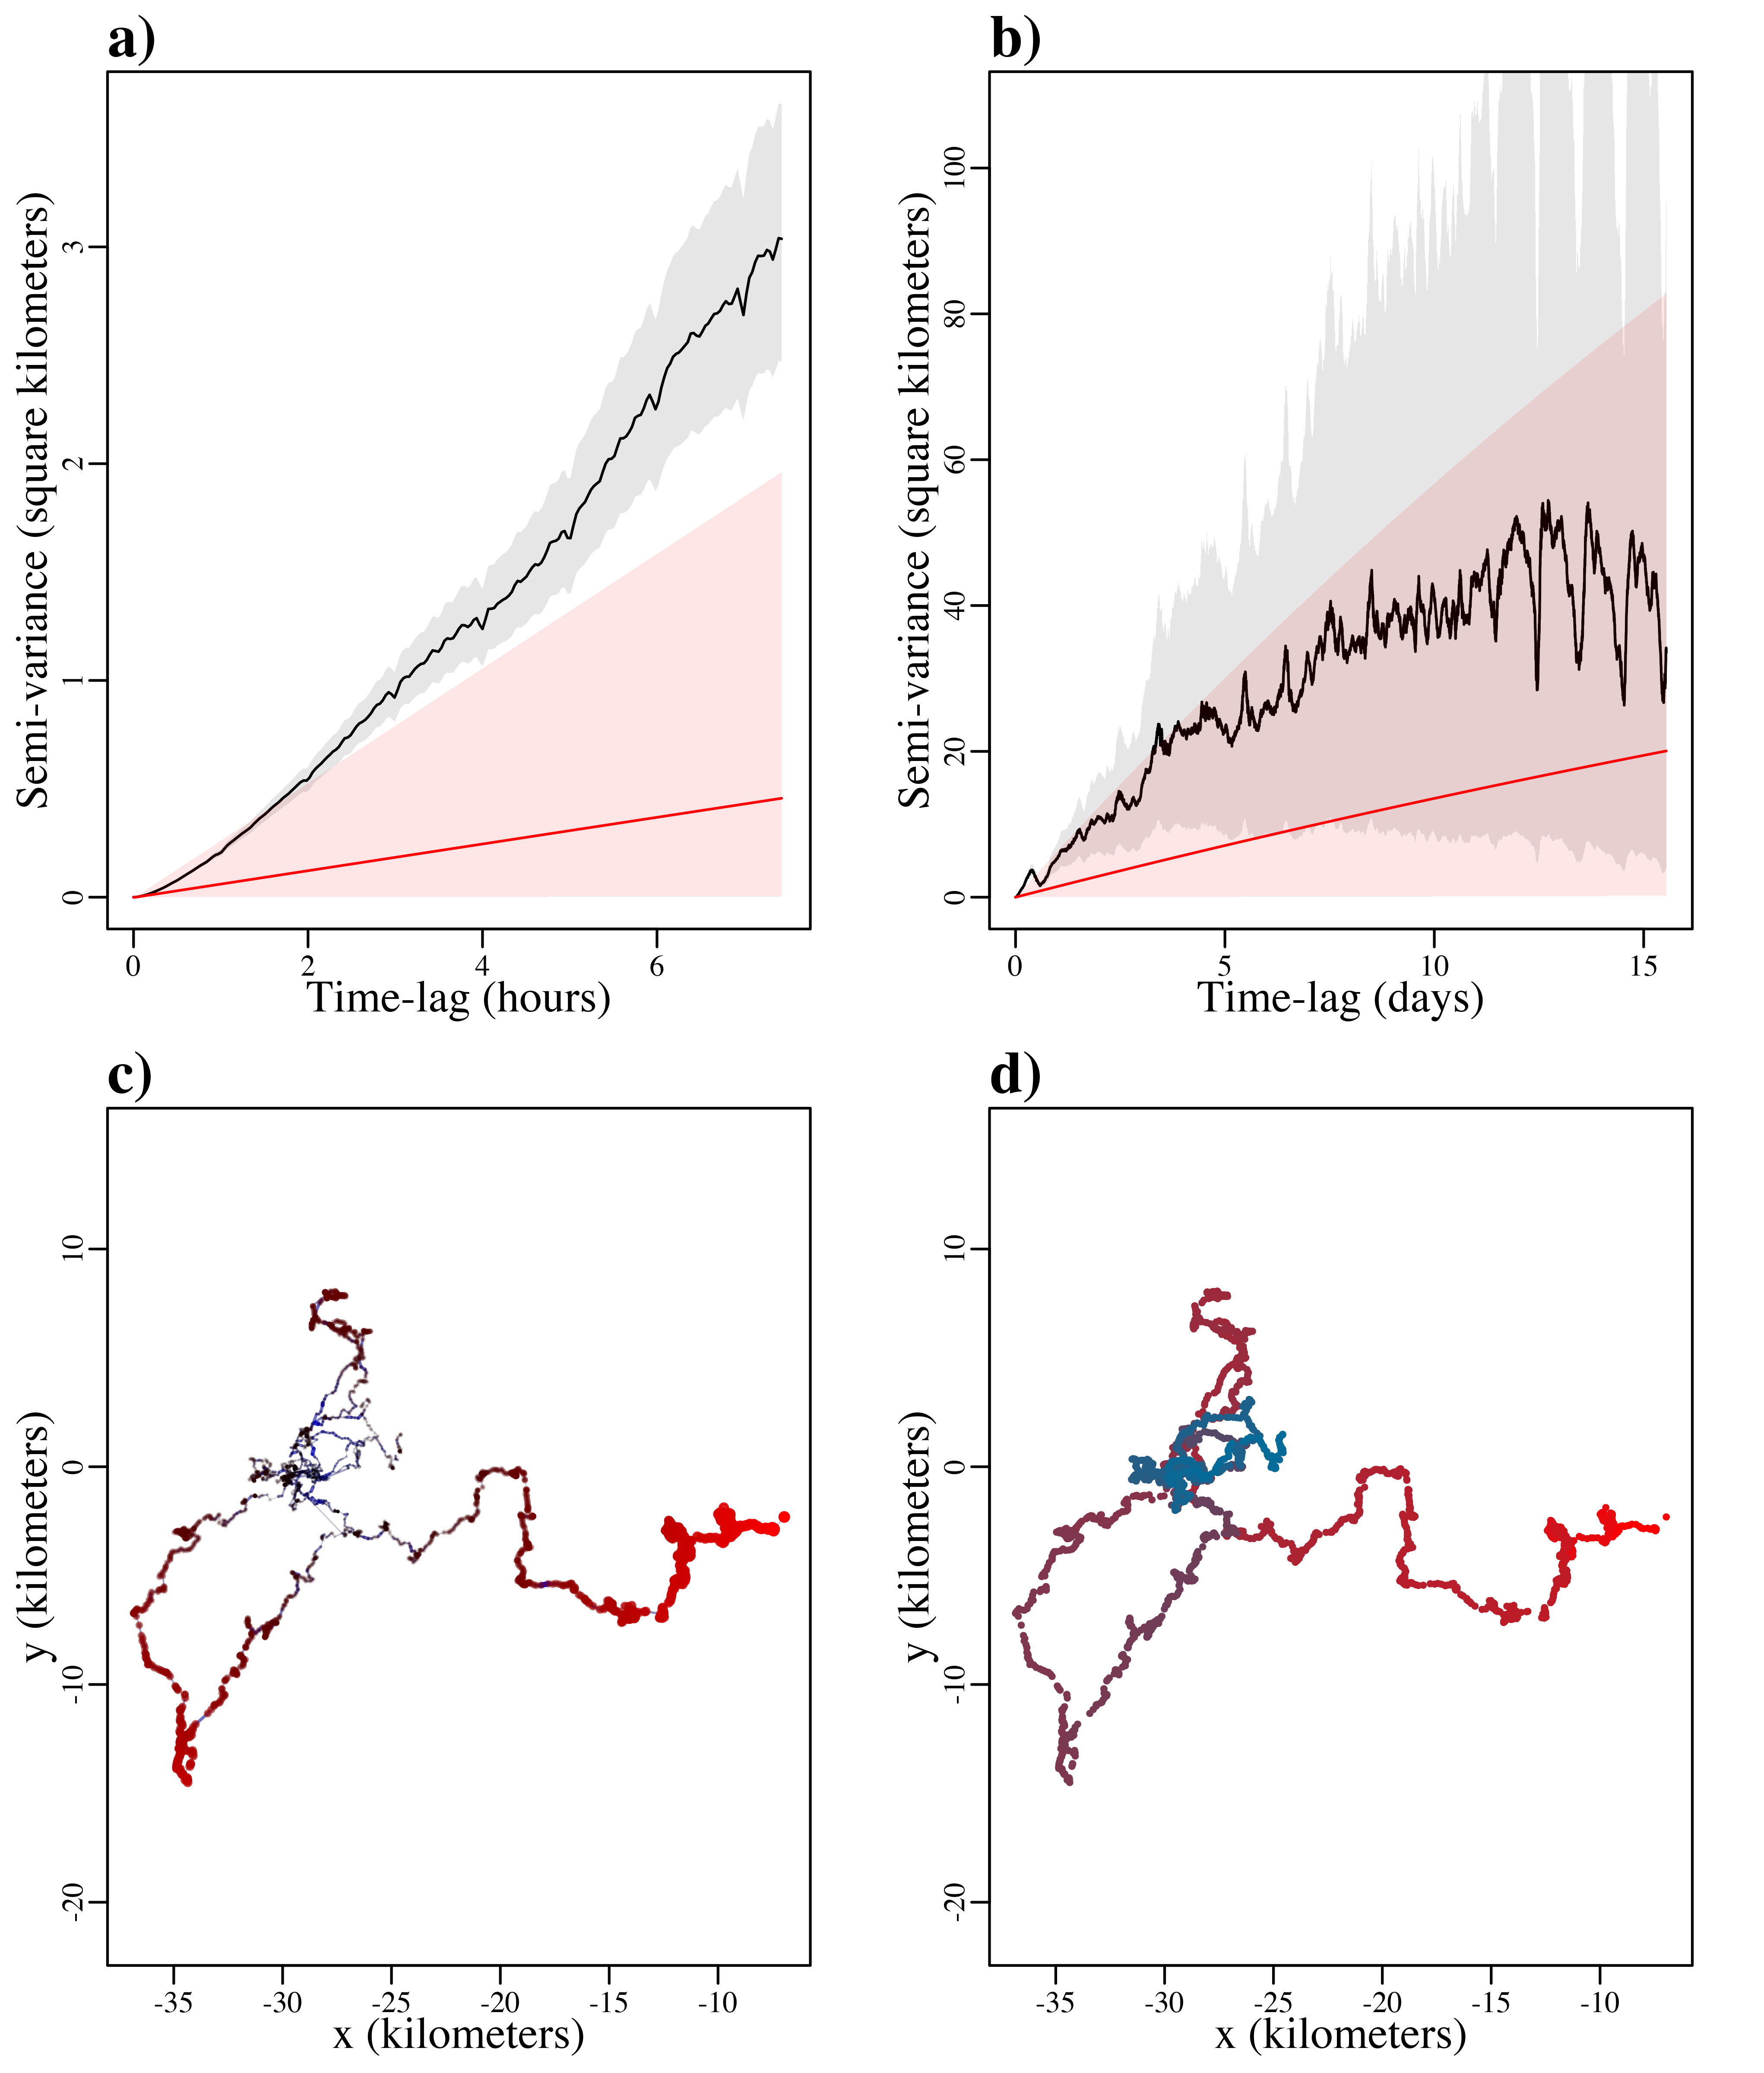 a)
Semi-variance (square kilometers)
3
2
1
0
0 2 4 6
Time-lag (hours)
b)
Semi-variance (square kilometers)
100
80
60
40
20
0
0 5 10 15
Time-lag (days)
c)
y (kilometers)
10
0
-10
-20
-35 -30 -25 -20 -15 -10
x (kilometers)
d)
y (kilometers)
10
0
-10
-20
-35 -30 -25 -20 -15 -10
x (kilometers)